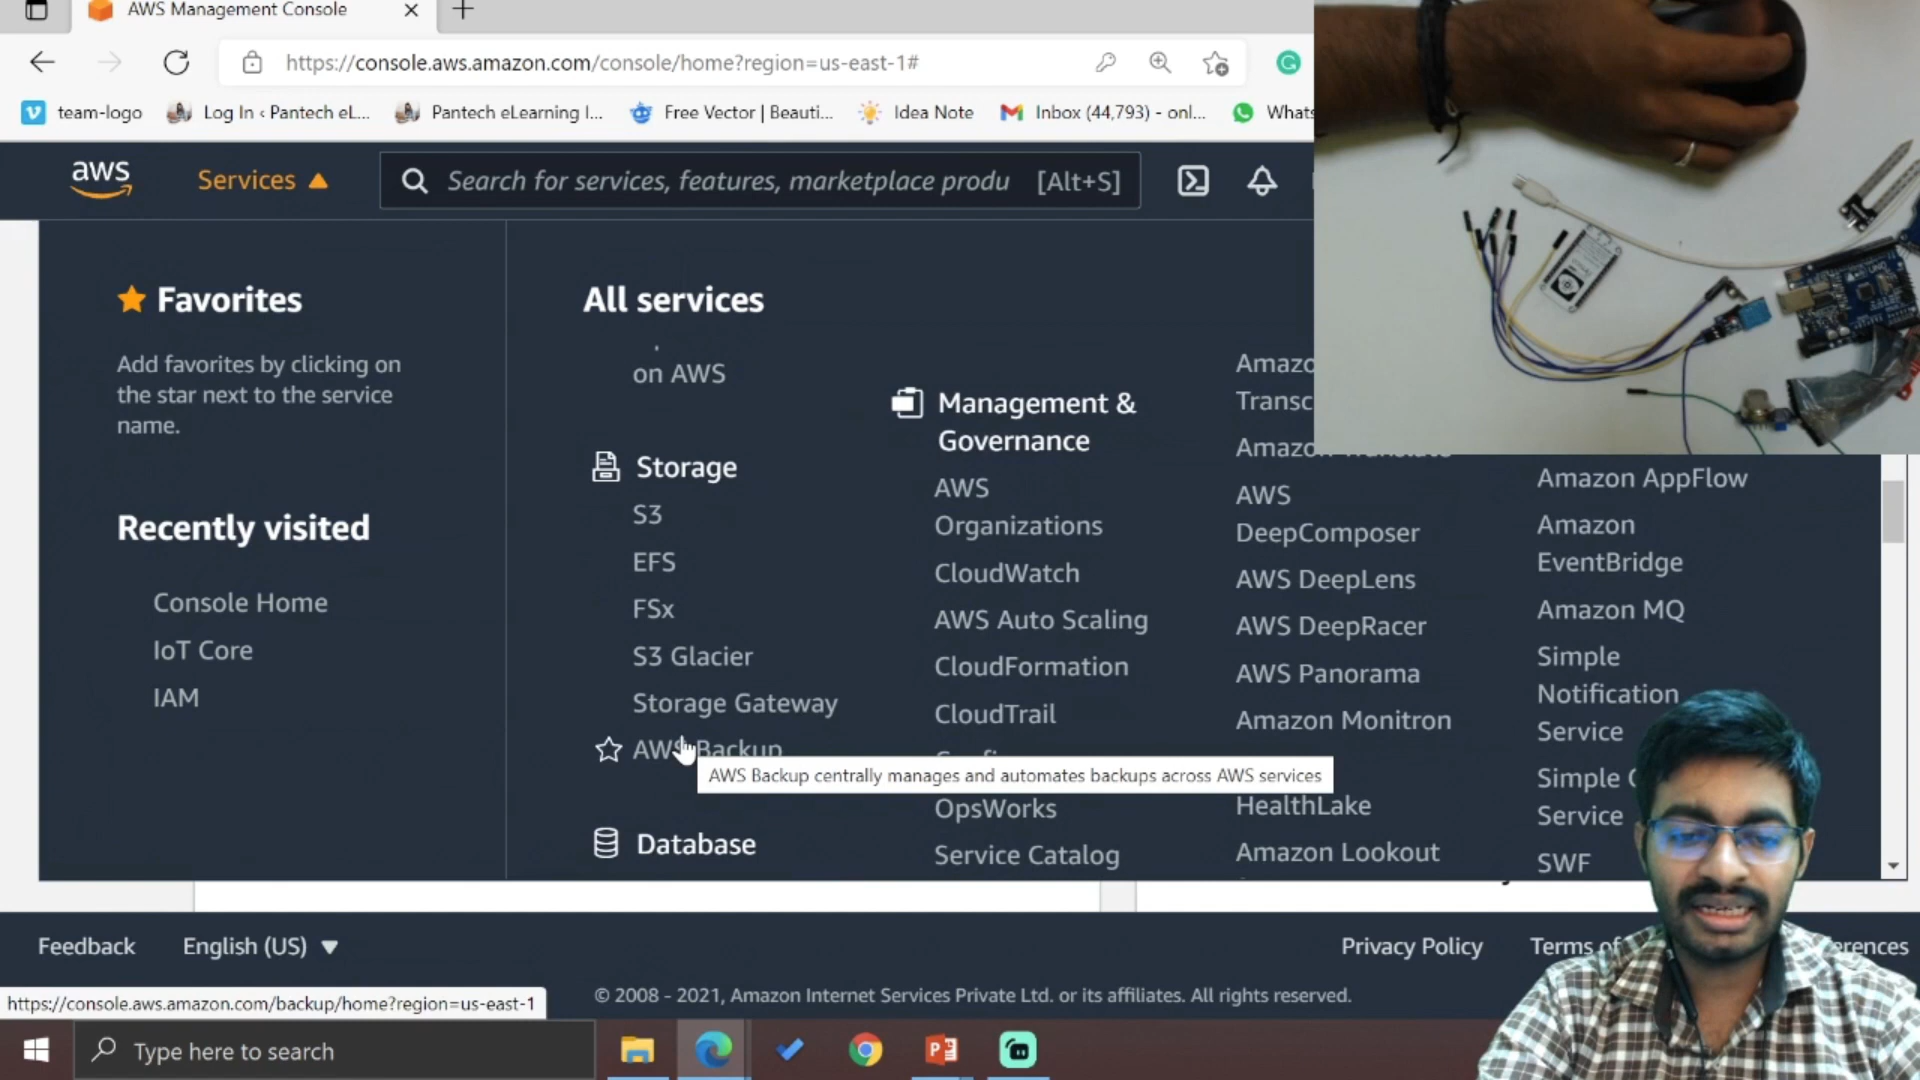 AWS Management Console
https://console.aws.amazon.com/console/home?region=us-east-1#
team-logo
Log In ‹ Pantech eL...
Pantech eLearning I...
Free Vector | Beauti...
Idea Note
Inbox (44,793) - onl...
Whats
aws
Services
Search for services, features, marketplace produ
[Alt+S]
Favorites
Add favorites by clicking on
the star next to the service
name.
Recently visited
Console Home
IoT Core
IAM
All services
on AWS
Storage
S3
EFS
FSx
S3 Glacier
Storage Gateway
AWS Backup
AWS Backup centrally manages and automates backups across AWS services
Database
Management &
Governance
AWS
Organizations
CloudWatch
AWS Auto Scaling
CloudFormation
CloudTrail
OpsWorks
Service Catalog
Amazo
Transc
Amazon
AWS
DeepComposer
AWS DeepLens
AWS DeepRacer
AWS Panorama
Amazon Monitron
HealthLake
Amazon Lookout
Amazon AppFlow
Amazon
EventBridge
Amazon MQ
Simple
Notification
Service
Simple
Service
SWF
Feedback
English (US)
Privacy Policy
Terms of
erences
© 2008 - 2021, Amazon Internet Services Private Ltd. or its affiliates. All rights reserved.
https://console.aws.amazon.com/backup/home?region=us-east-1
Type here to search